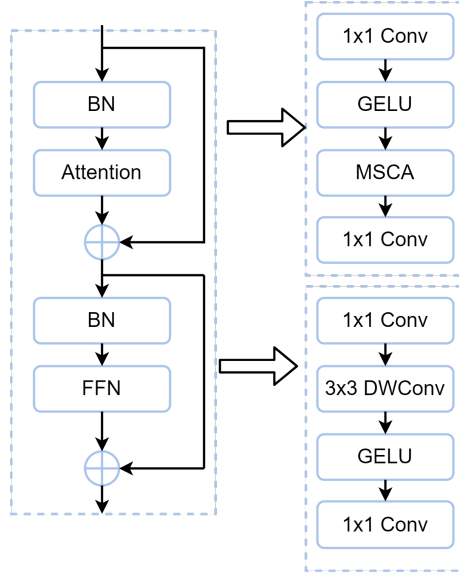 BN
Attention
BN
FFN
1x1 Conv
GELU
MSCA
1x1 Conv
1x1 Conv
3x3 DWConv
GELU
1x1 Conv